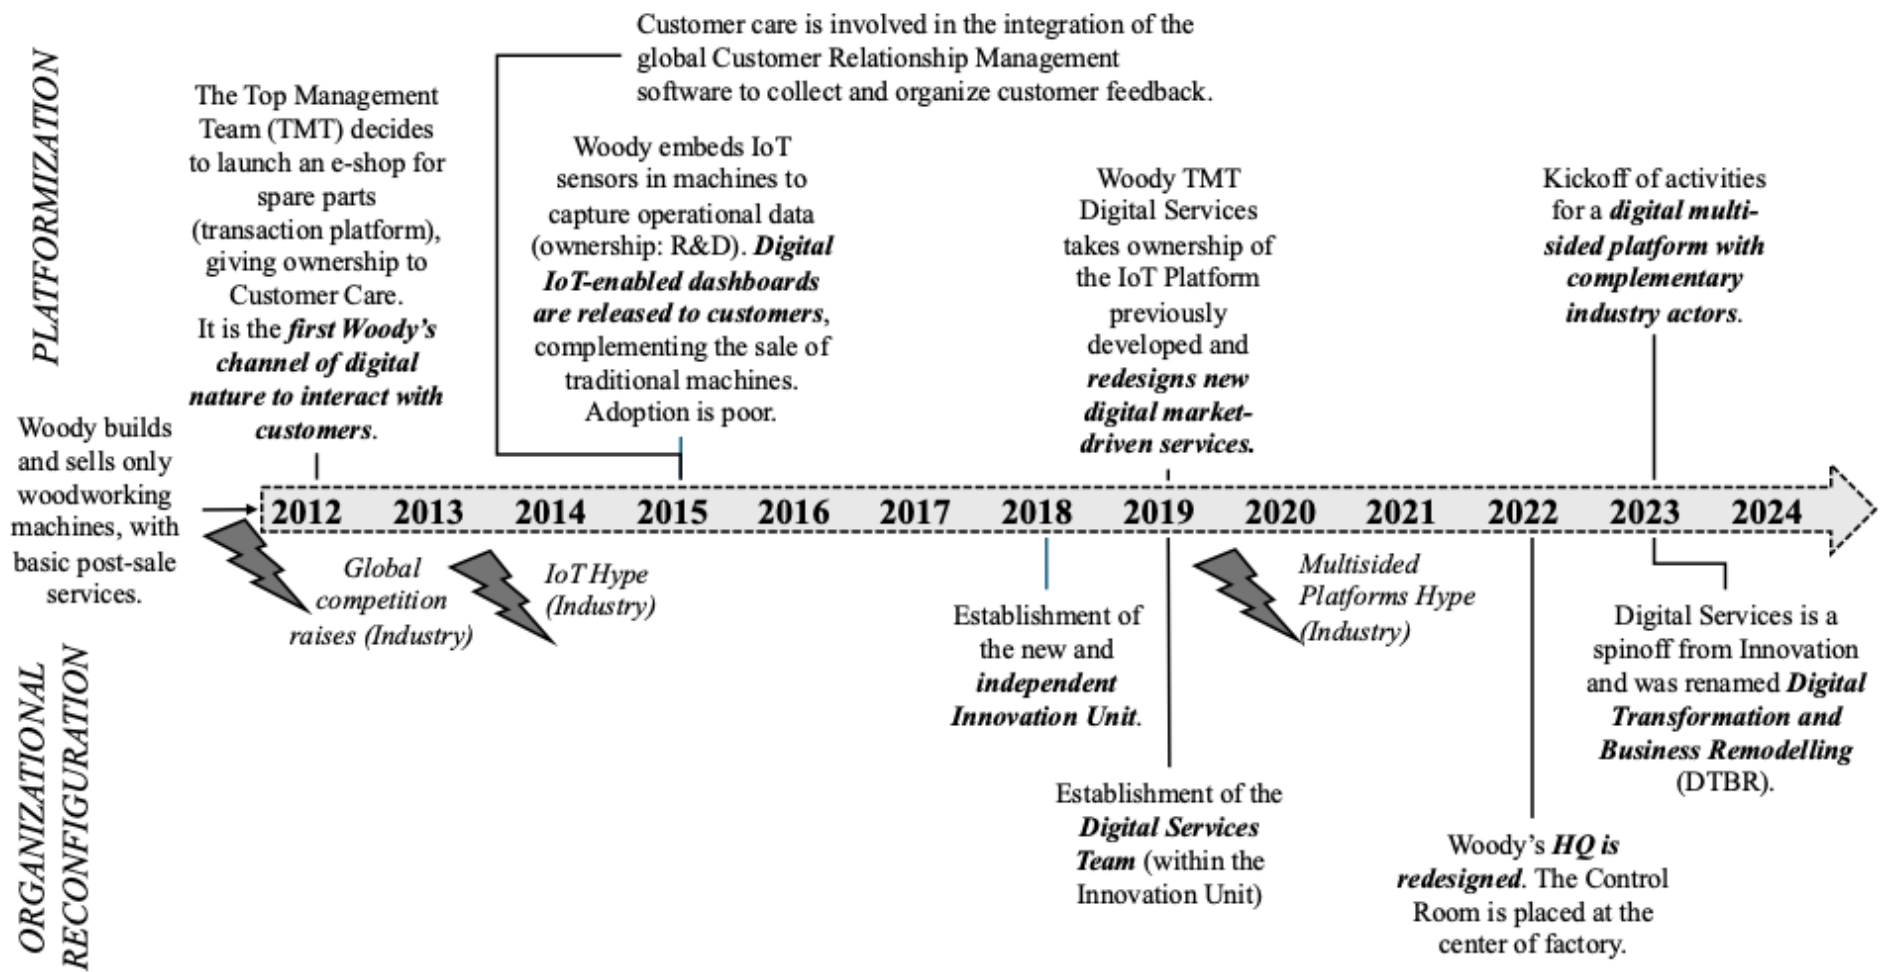 PLATFORMIZATION
Customer care is involved in the integration of the
global Customer Relationship Management
software to collect and organize customer feedback.
The Top Management
Team (TMT) decides
to launch an e-shop for
spare parts
(transaction platform),
giving ownership to
Customer Care.
It is the first Woody's
channel of digital
nature to interact with
customers.
Woody embeds IoT
sensors in machines to
capture operational data
(ownership: R&D). Digital
IoT-enabled dashboards
are released to customers,
complementing the sale of
traditional machines.
Adoption is poor.
Woody TMT
Digital Services
takes ownership of
the IoT Platform
previously
developed and
redesigns new
digital market-
driven services.
Kickoff of activities
for a digital multi-
sided platform with
complementary
industry actors.
Woody builds
and sells only
woodworking
machines, with
basic post-sale
services.
2012 2013 2014 2015 2016 2017 2018 2019 2020 2021 2022 2023 2024
Global
competition
raises (Industry)
IoT Hype
(Industry)
Multisided
Platforms Hype
(Industry)
ORGANIZATIONAL
RECONFIGURATION
Establishment of
the new and
independent
Innovation Unit.
Establishment of the
Digital Services
Team (within the
Innovation Unit)
Woody's HQ is
redesigned. The Control
Room is placed at the
center of factory.
Digital Services is a
spinoff from Innovation
and was renamed Digital
Transformation and
Business Remodelling
(DTBR).